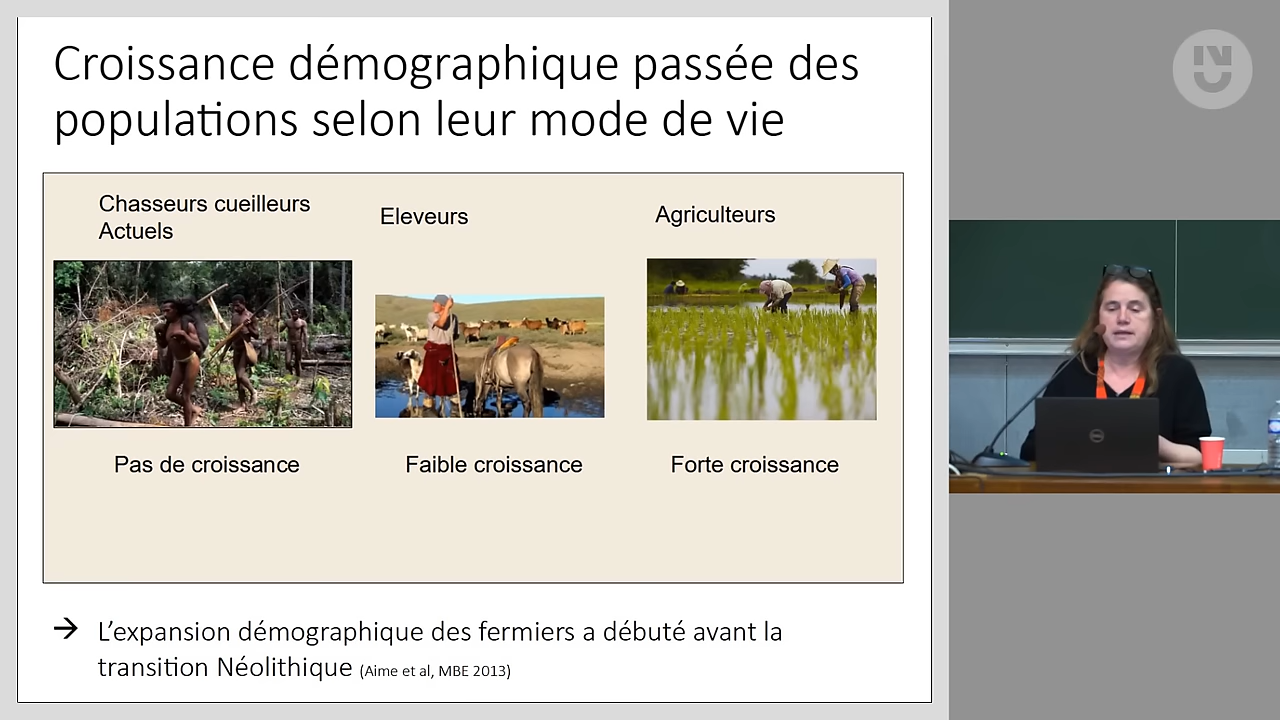 Croissance démographique passée des
populations selon leur mode de vie
Chasseurs cueilleurs
Actuels
Eleveurs
Agriculteurs
Pas de croissance
Faible croissance
Forte croissance
→ L’expansion démographique des fermiers a débuté avant la
transition Néolithique (Aime et al, MBE 2013)